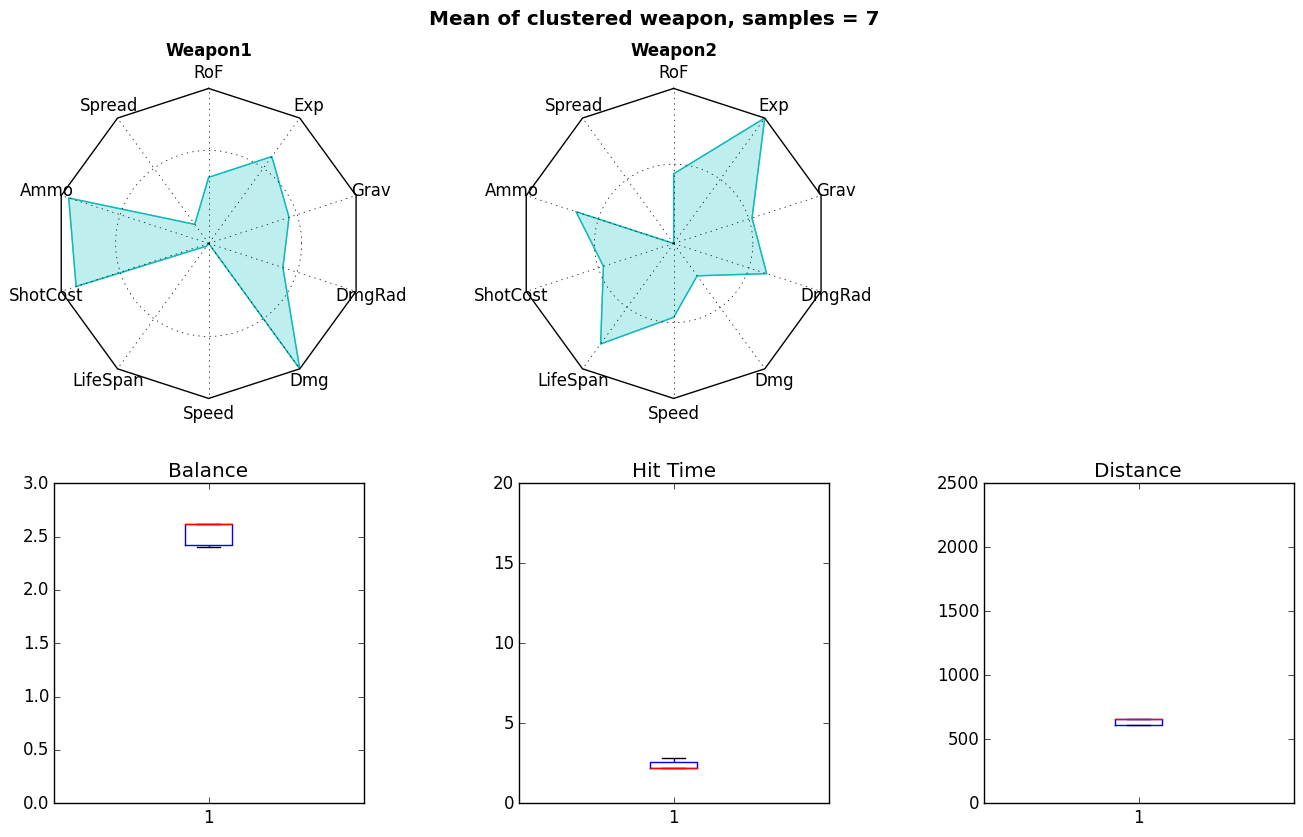 Mean of clustered weapon, samples = 7
Weapon1
RoF
Spread
Exp
Ammo
Grav
ShotCost
DmgRad
LifeSpan
Dmg
Speed
Weapon2
RoF
Spread
Exp
Ammo
Grav
ShotCost
DmgRad
LifeSpan
Dmg
Speed
Balance
3.0
2.5
2.0
1.5
1.0
0.5
0.0
1
Hit Time
20
15
10
5
0
1
Distance
2500
2000
1500
1000
500
0
1